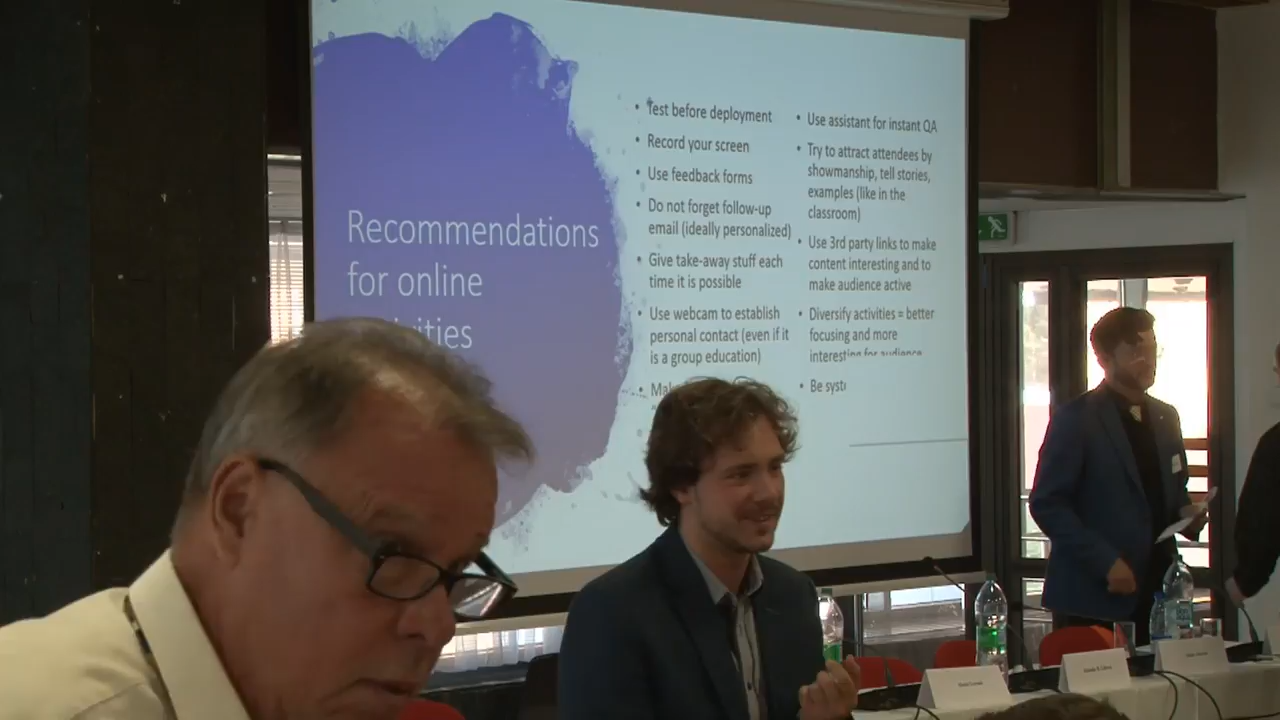 Recommendations
for online
Test before deployment
Record your screen
Use feedback forms
Do not forget follow-up
email (ideally personalized)
Give take-away stuff each
time it is possible
Use webcam to establish
personal contact (even if it
is a group education)
Use assistant for instant QA
Try to attract attendees by
showmanship, tell stories,
examples (like in the
classroom)
Use 3rd party links to make
content interesting and to
make audience active
Diversify activities = better
focusing and more
interesting for audience
Be